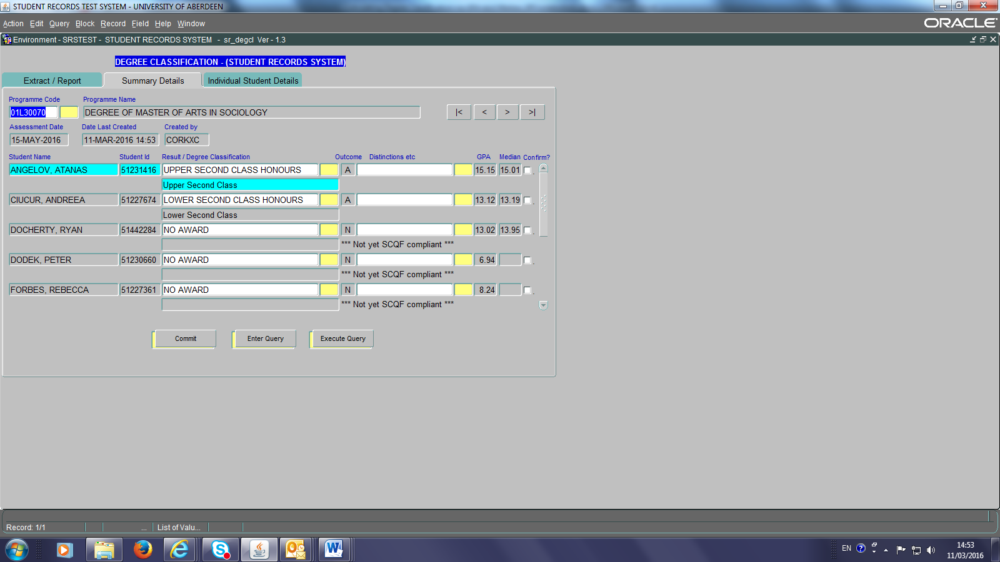 STUDENT RECORDS TEST SYSTEM - UNIVERSITY OF ABERDEEN
Action Edit Query Block Record Field Help Window
ORACLE
Environment - SRSTEST - STUDENT RECORDS SYSTEM - sr_degcl Ver - 1.3
DEGREE CLASSIFICATION - (STUDENT RECORDS SYSTEM)
Extract / Report Summary Details Individual Student Details
Programme Code Programme Name
01L30070 DEGREE OF MASTER OF ARTS IN SOCIOLOGY |< < > >|
Assessment Date Date Last Created Created by
15-MAY-2016 11-MAR-2016 14:53 CORKXC
Student Name Student Id Result / Degree Classification Outcome Distinctions etc GPA Median Confirm?
ANGELOV, ATANAS 51231416 UPPER SECOND CLASS HONOURS A 15.15 15.01
Upper Second Class
CIUCUR, ANDREEA 51227674 LOWER SECOND CLASS HONOURS A 13.12 13.19
Lower Second Class
DOCHERTY, RYAN 51442284 NO AWARD N 13.02 13.95
*** Not yet SCQF compliant ***
DODEK, PETER 51230660 NO AWARD N 6.94
*** Not yet SCQF compliant ***
FORBES, REBECCA 51227361 NO AWARD N 8.24
*** Not yet SCQF compliant ***
Commit Enter Query Execute Query
Record: 1/1 ... List of Valu...
EN 14:53
11/03/2016